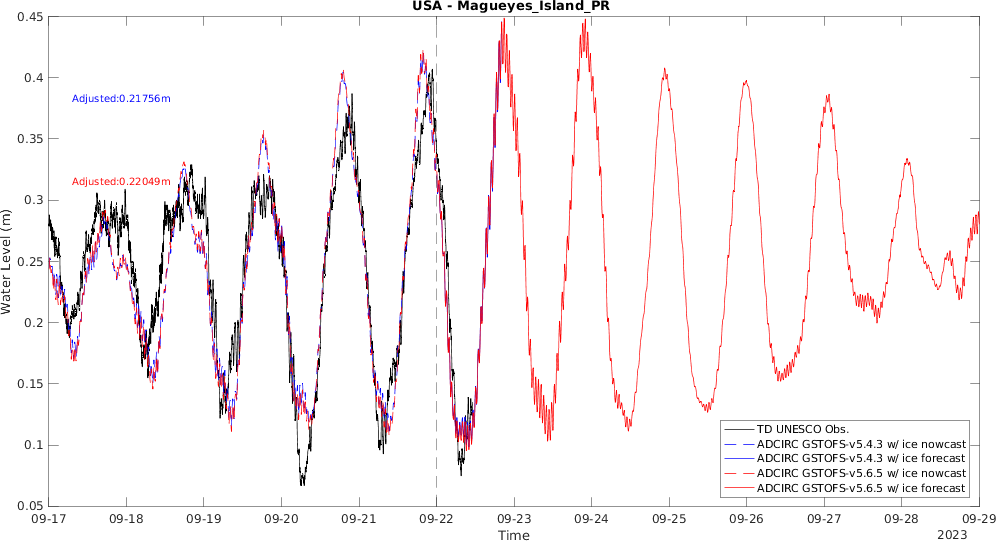 USA - Magueyes_Island_PR
Water Level (m)
0.45
0.4
0.35
0.3
0.25
0.2
0.15
0.1
0.05
Adjusted:0.21756m
Adjusted:0.22049m
TD UNESCO Obs.
ADCIRC GSTOFS-v5.4.3 w/ ice nowcast
ADCIRC GSTOFS-v5.4.3 w/ ice forecast
ADCIRC GSTOFS-v5.6.5 w/ ice nowcast
ADCIRC GSTOFS-v5.6.5 w/ ice forecast
09-17 09-18 09-19 09-20 09-21 09-22 09-23 09-24 09-25 09-26 09-27 09-28 09-29
Time
2023